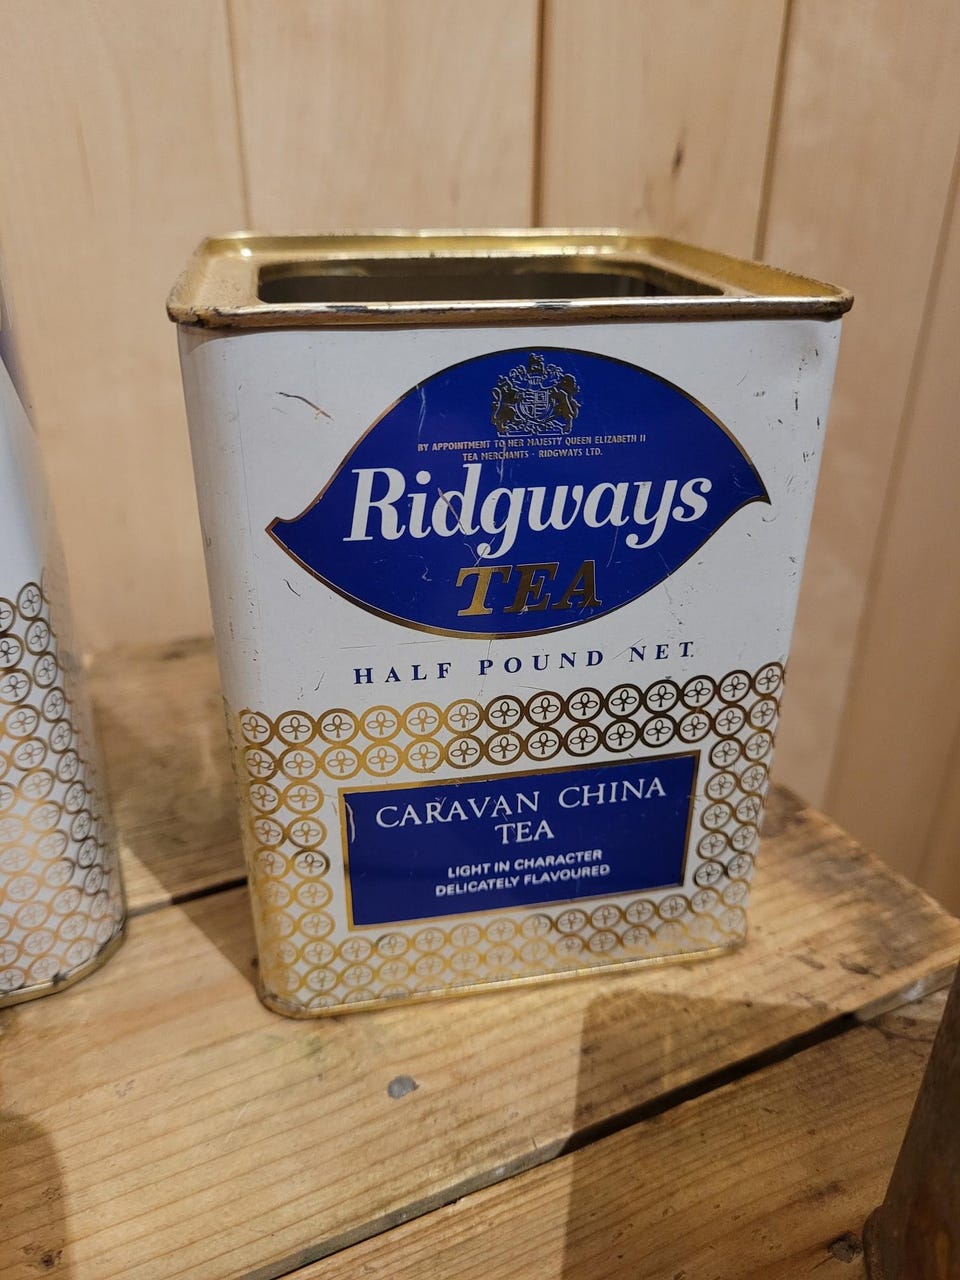 BY APPOINTMENT TO HER MAJESTY QUEEN ELIZABETH II
TEA MERCHANTS · RIDGWAYS LTD.
Ridgways
TEA
HALF POUND NET
CARAVAN CHINA
TEA
LIGHT IN CHARACTER
DELICATELY FLAVOURED